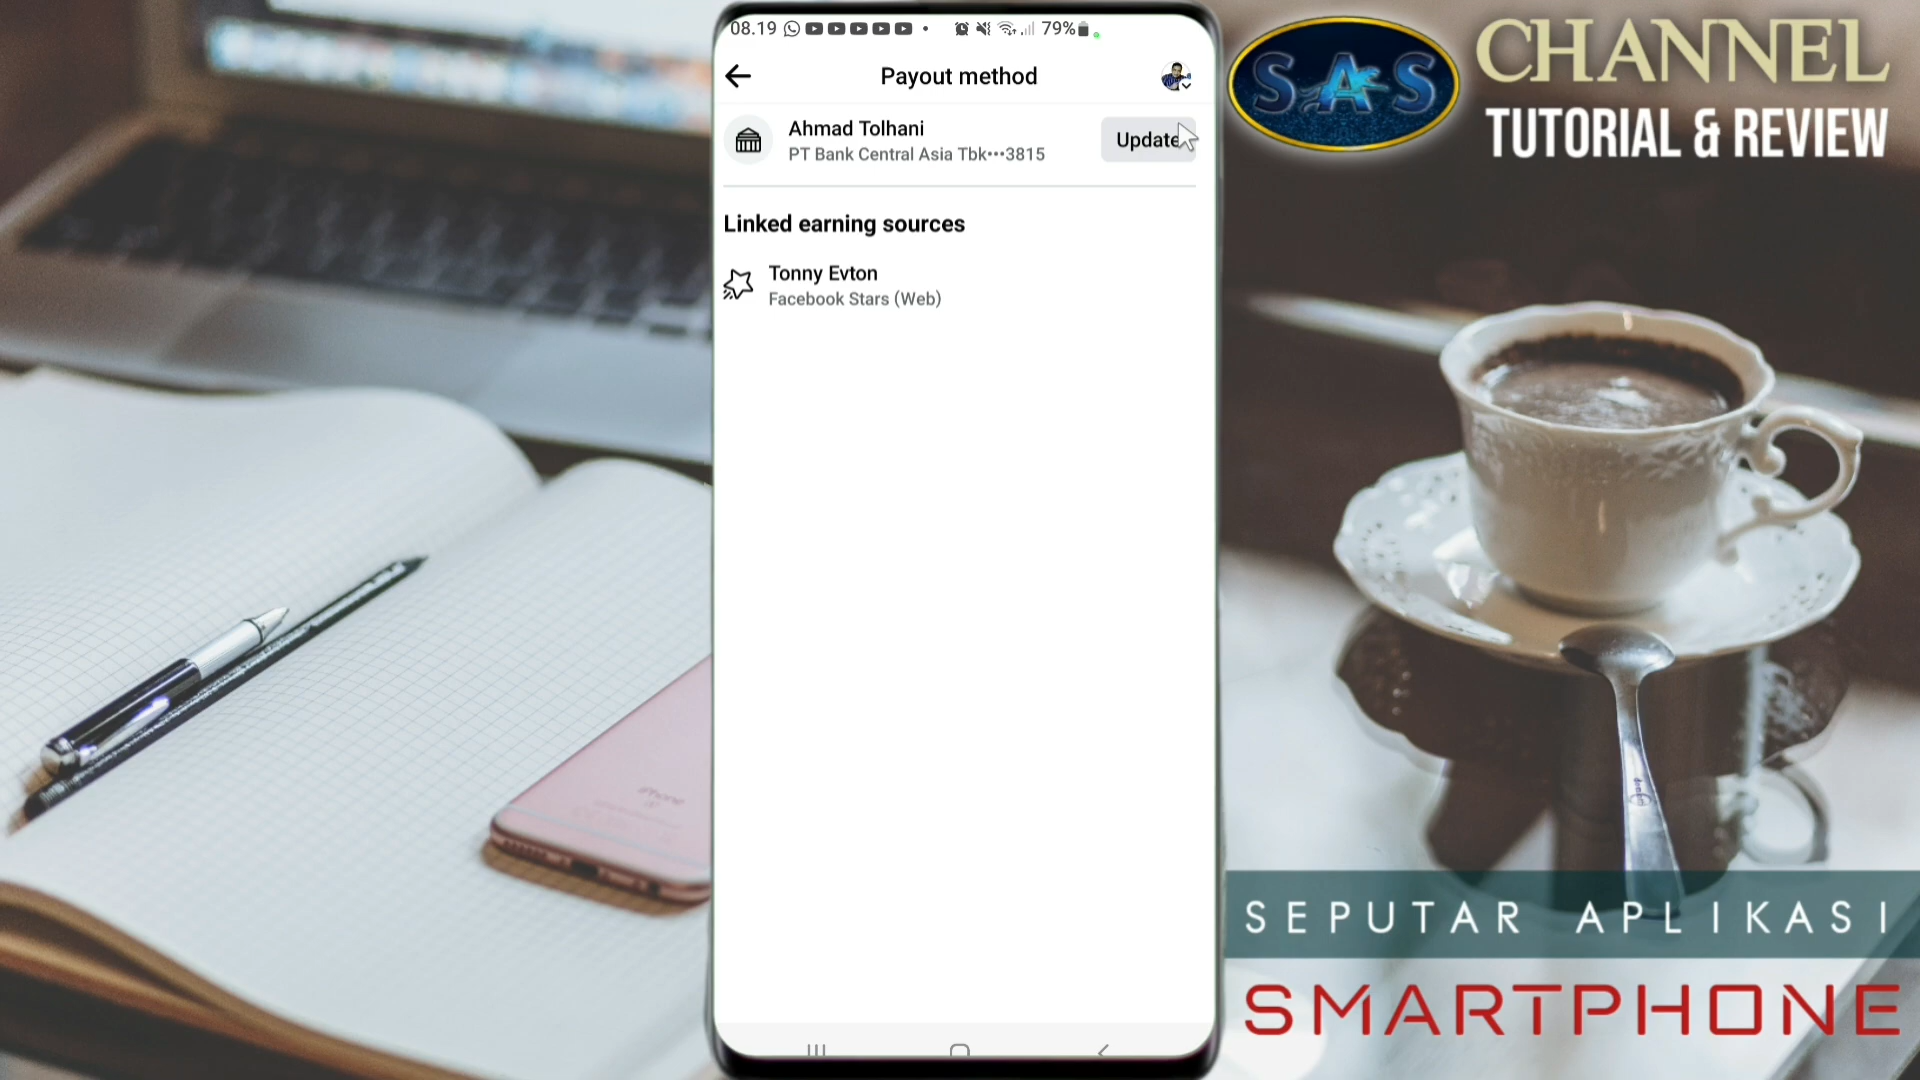 08.19
79%
Payout method
Ahmad Tolhani
PT Bank Central Asia Tbk•••3815
Update
Linked earning sources
Tonny Evton
Facebook Stars (Web)
SAS
CHANNEL
TUTORIAL & REVIEW
iPhone
SEPUTAR APLIKASI
SMARTPHONE